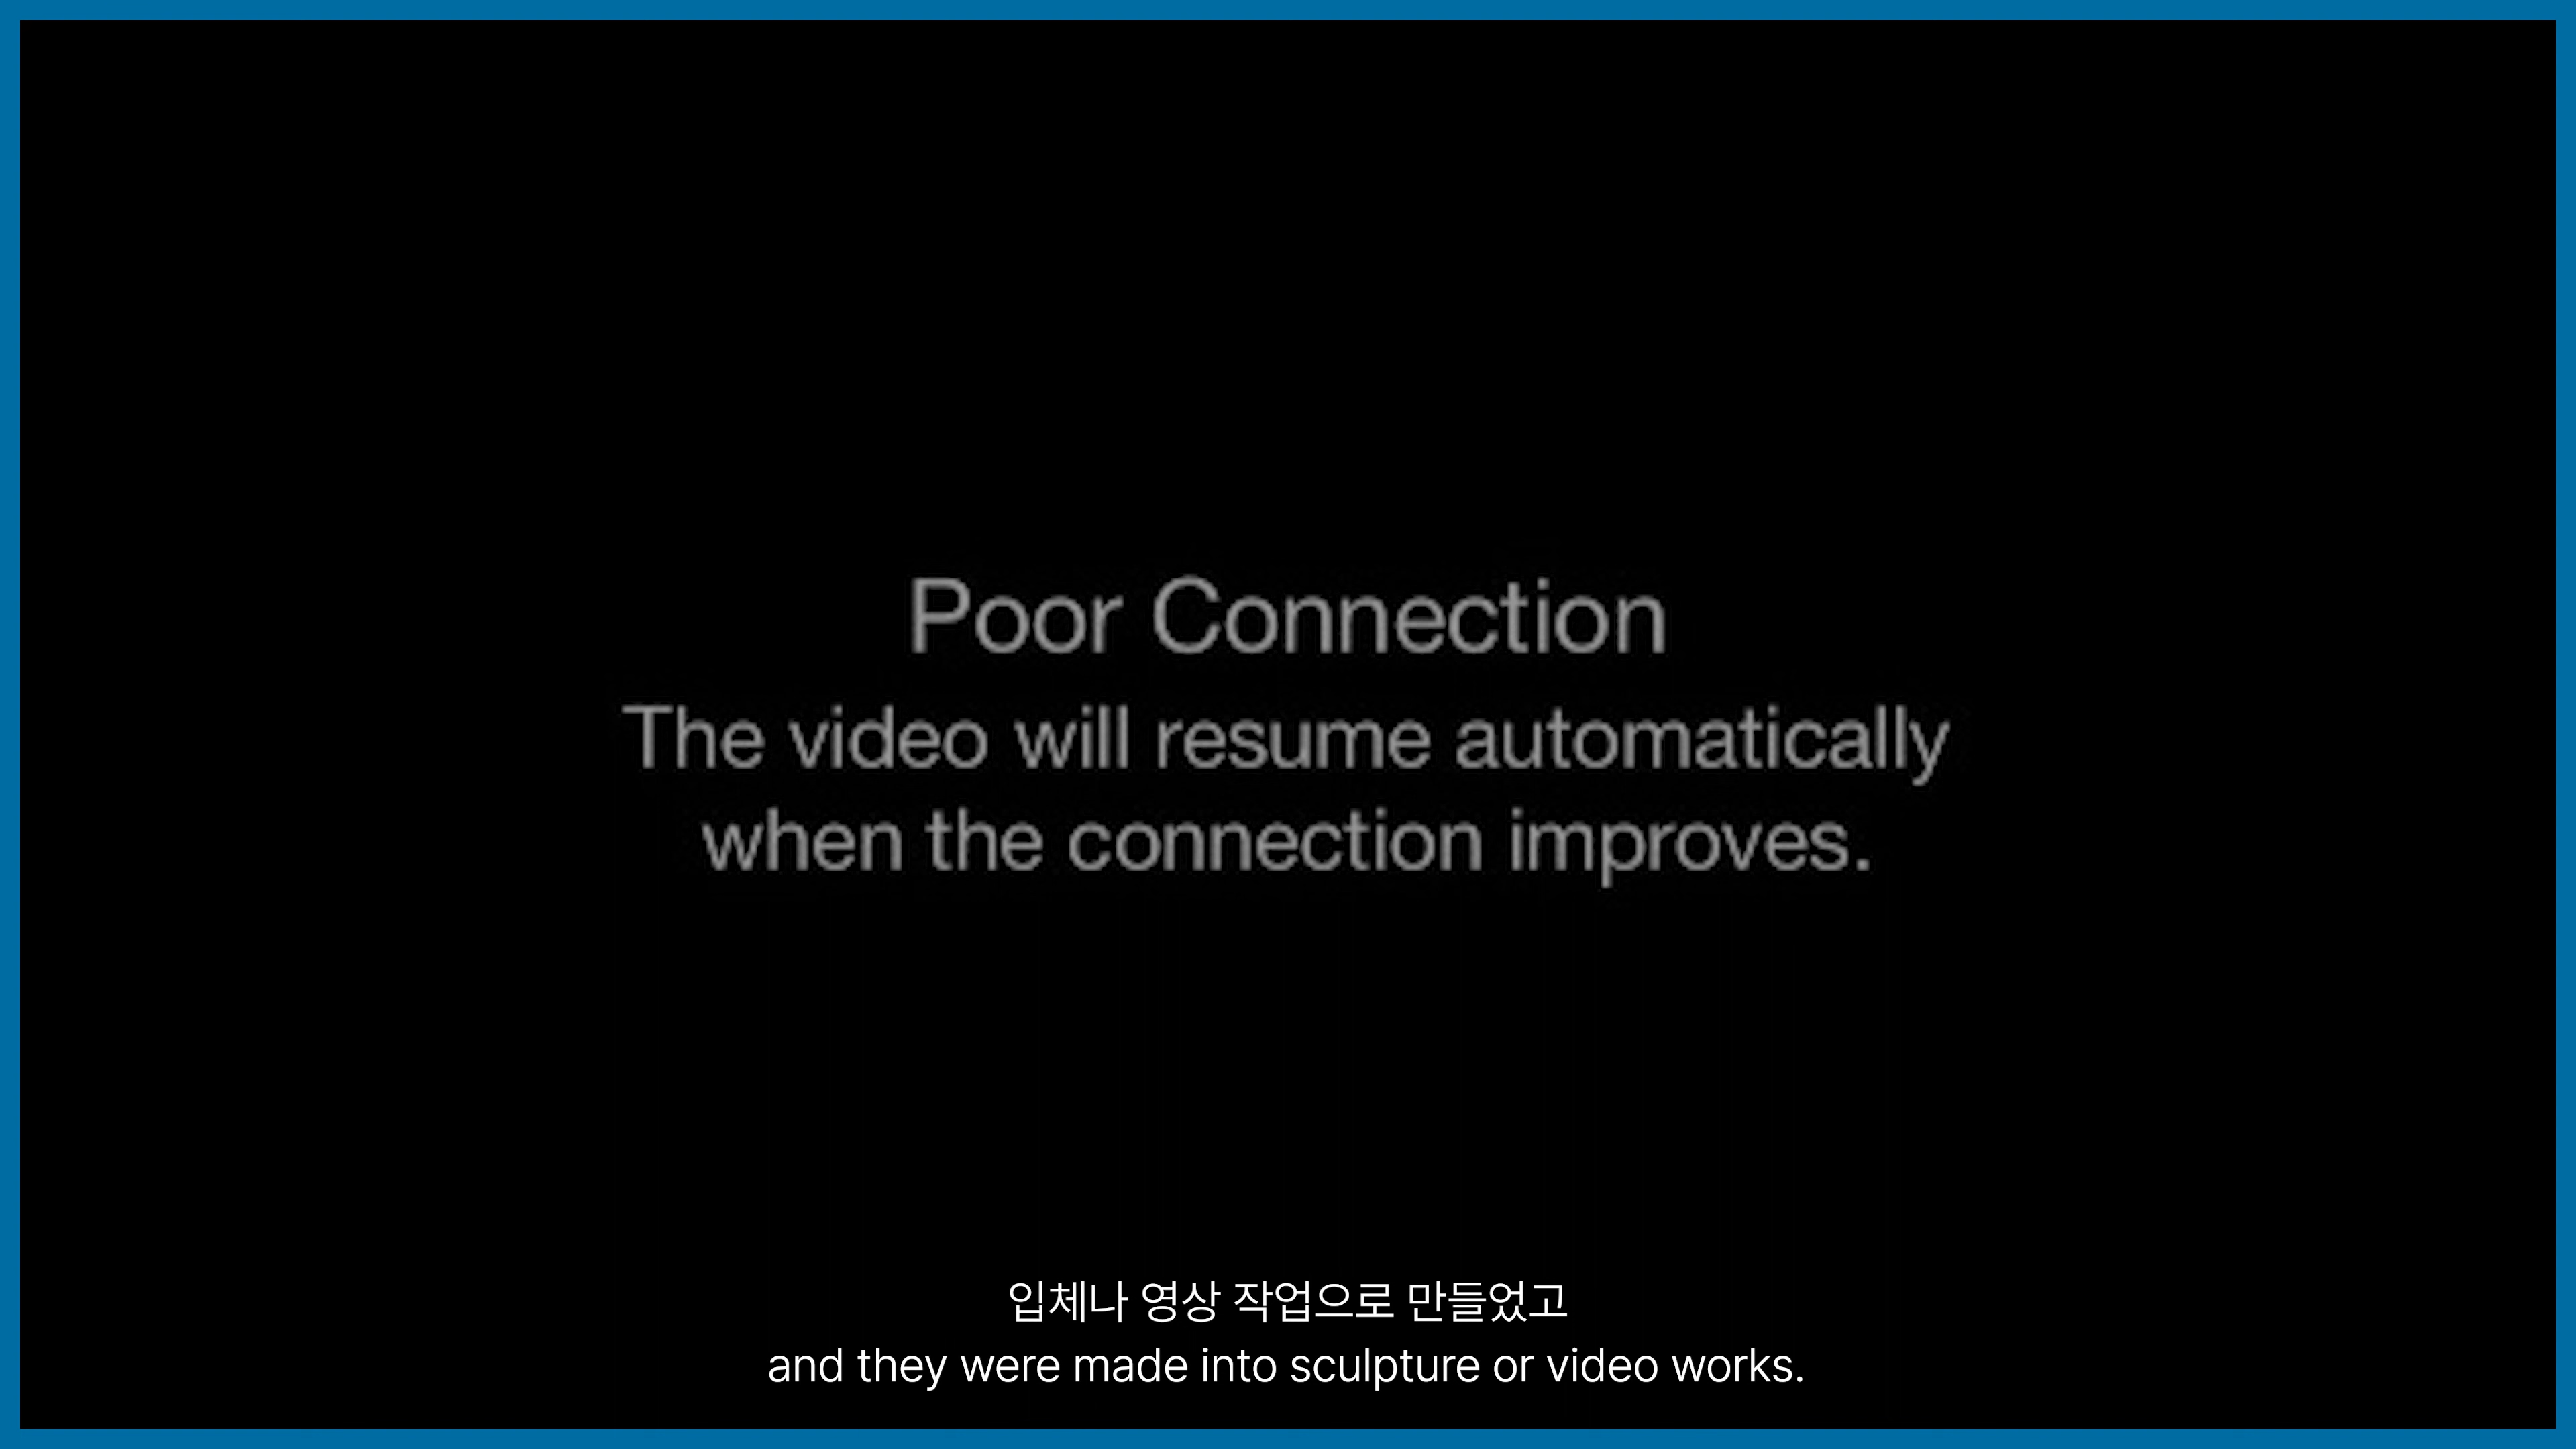 Poor Connection
The video will resume automatically
when the connection improves.
입체나 영상 작업으로 만들었고
and they were made into sculpture or video works.